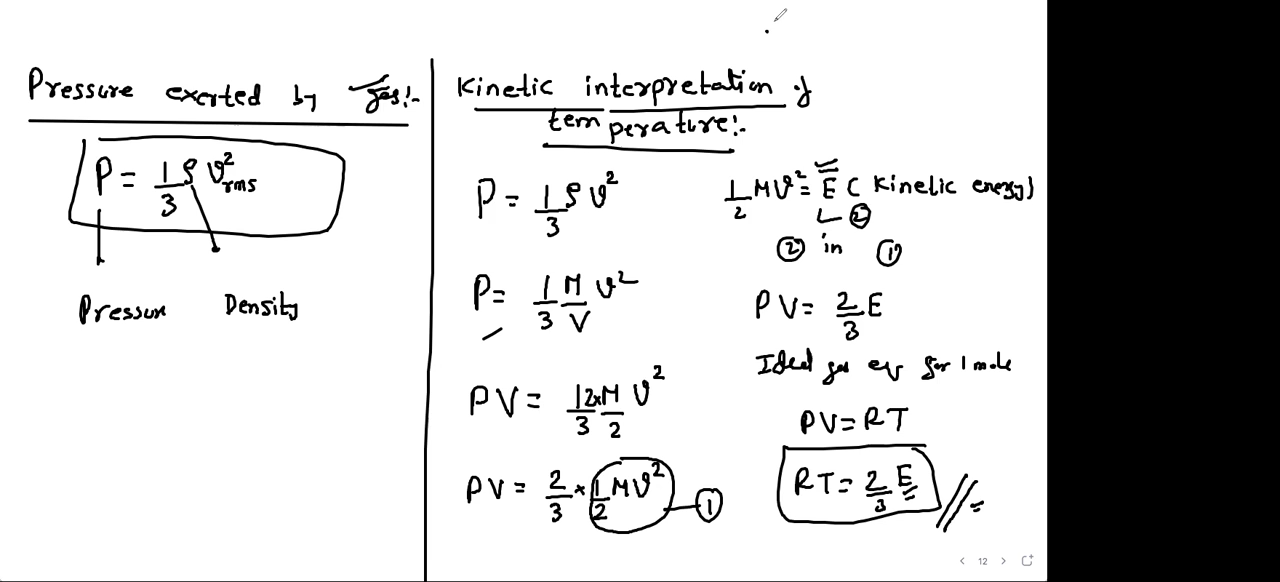 Pressure exerted by gas:-
P = 1/3 ρ v²rms
Pressure Density
Kinetic interpretation of
temperature:-
P = 1/3 ρ v²
P = 1/3 M/V v²
PV = 1/3 2×M/2 v²
PV = 2/3 × 1/2 Mv² — ①
1/2 Mv² = E ( Kinetic energy)
②
② in ①
PV = 2/3 E
Ideal gas eq for 1 mole
PV = RT
RT = 2/3 E
< 12 >